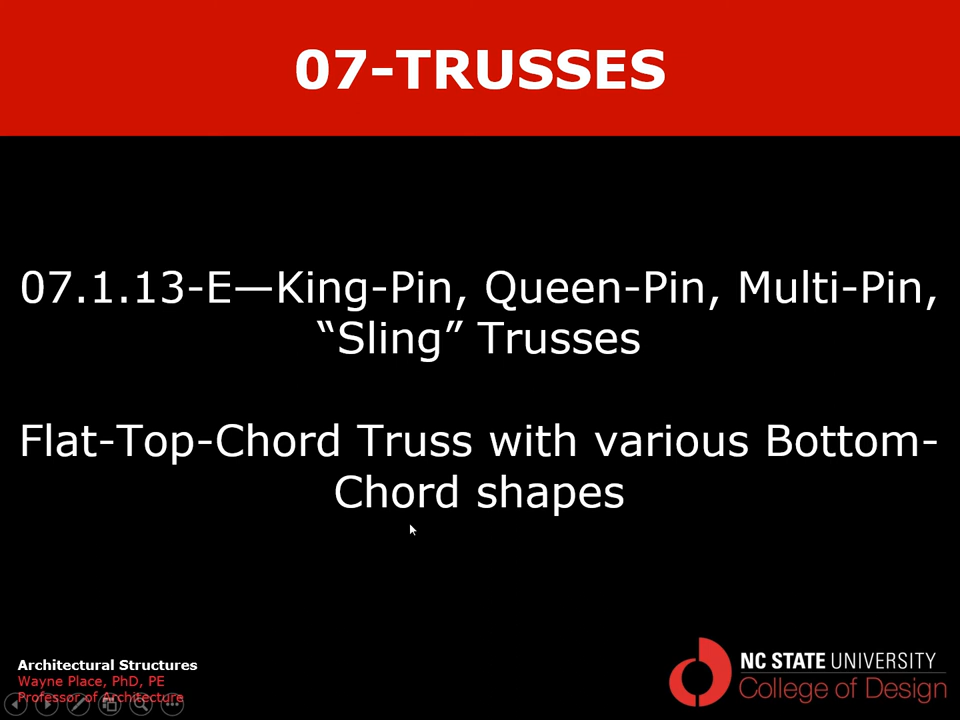 07-TRUSSES
07.1.13-E—King-Pin, Queen-Pin, Multi-Pin,
“Sling” Trusses
Flat-Top-Chord Truss with various Bottom-
Chord shapes
Architectural Structures
Wayne Place, PhD, PE
Professor of Architecture
NC STATE UNIVERSITY
College of Design